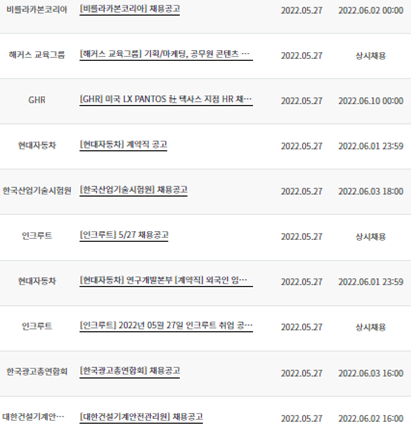 비를라카본코리아 [비를라카본코리아] 채용공고 2022.05.27 2022.06.02 00:00
해커스 교육그룹 [해커스 교육그룹] 기획/마케팅, 공무원 콘텐츠 … 2022.05.27 상시채용
GHR [GHR] 미국 LX PANTOS 社 텍사스 지점 HR 채… 2022.05.27 2022.06.10 00:00
현대자동차 [현대자동차] 계약직 공고 2022.05.27 2022.06.01 23:59
한국산업기술시험원 [한국산업기술시험원] 채용공고 2022.05.27 2022.06.03 18:00
인크루트 [인크루트] 5/27 채용공고 2022.05.27 상시채용
현대자동차 [현대자동차] 연구개발본부 [계약직] 외국인 임… 2022.05.27 2022.06.01 23:59
인크루트 [인크루트] 2022년 05월 27일 인크루트 취업 공… 2022.05.27 상시채용
한국광고총연합회 [한국광고총연합회] 채용공고 2022.05.27 2022.06.03 16:00
대한건설기계안… [대한건설기계안전관리원] 채용공고 2022.05.27 2022.06.02 16:00